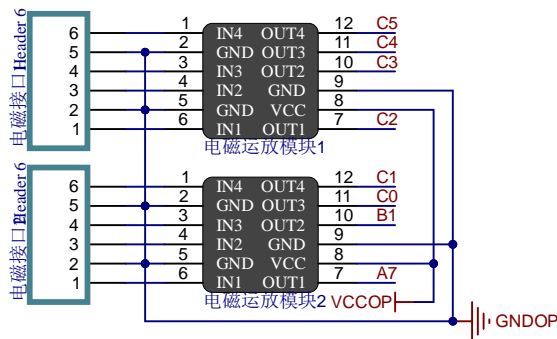 电磁接口1Header 6
6 1 IN4 OUT4 12 C5
5 2 GND OUT3 11 C4
4 3 IN3 OUT2 10 C3
3 4 IN2 GND 9
2 5 GND VCC 8
1 6 IN1 OUT1 7 C2
电磁运放模块1
电磁接口2Header 6
6 1 IN4 OUT4 12 C1
5 2 GND OUT3 11 C0
4 3 IN3 OUT2 10 B1
3 4 IN2 GND 9
2 5 GND VCC 8
1 6 IN1 OUT1 7 A7
电磁运放模块2
VCCOP
GNDOP